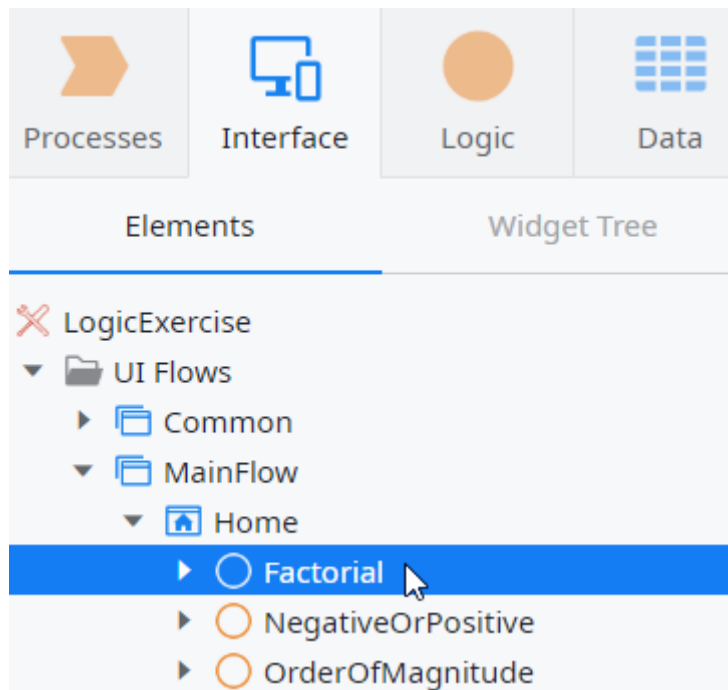 Processes Interface Logic Data
Elements Widget Tree
LogicExercise
UI Flows
Common
MainFlow
Home
Factorial
NegativeOrPositive
OrderOfMagnitude